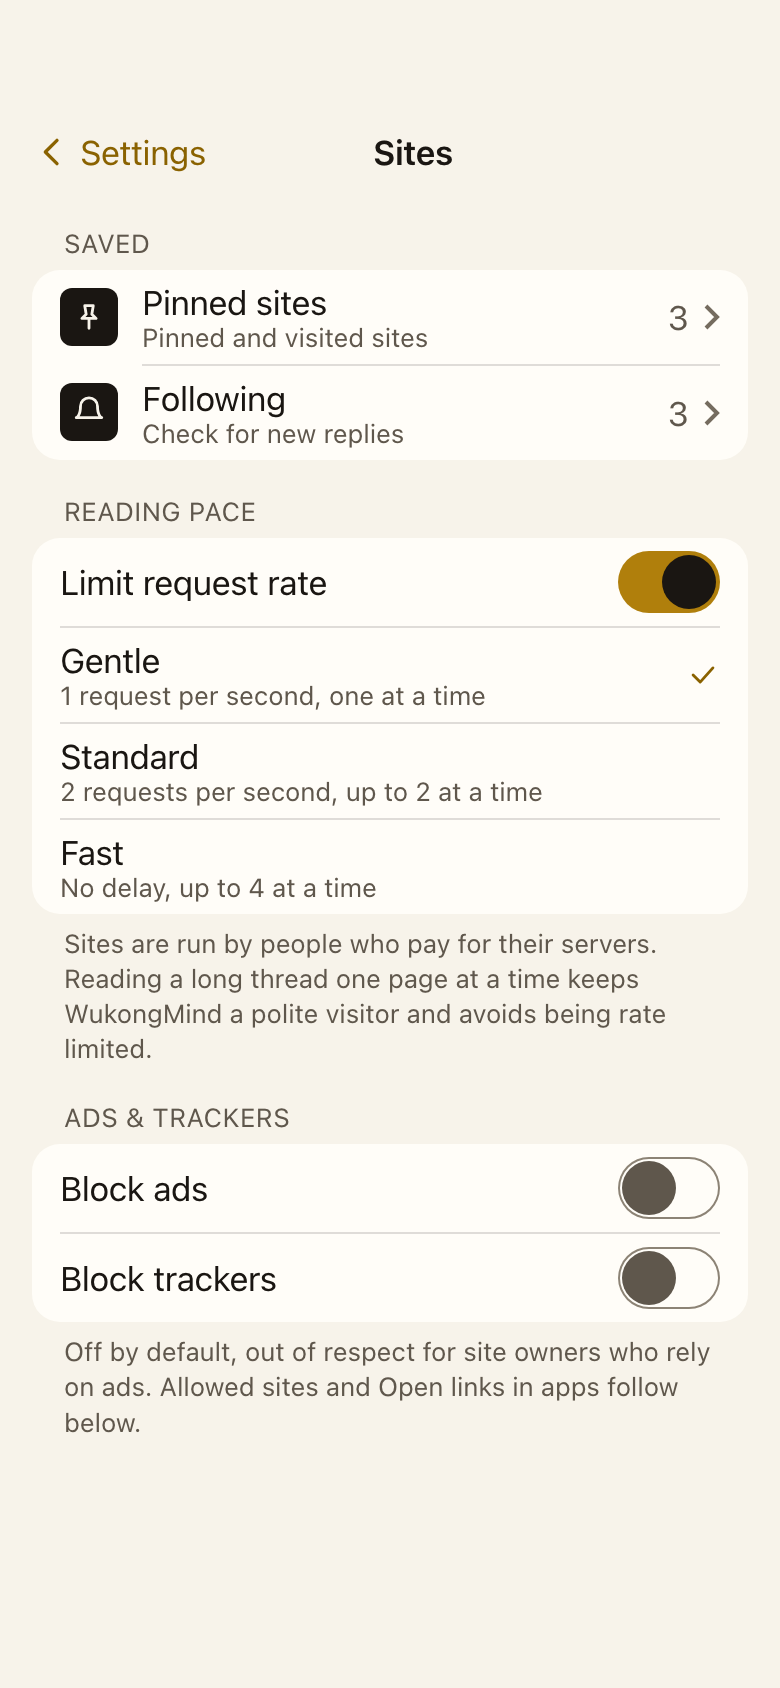 Settings
Sites
SAVED
Pinned sites
Pinned and visited sites
3
Following
Check for new replies
3
READING PACE
Limit request rate
Gentle
1 request per second, one at a time
Standard
2 requests per second, up to 2 at a time
Fast
No delay, up to 4 at a time
Sites are run by people who pay for their servers.
Reading a long thread one page at a time keeps
WukongMind a polite visitor and avoids being rate
limited.
ADS & TRACKERS
Block ads
Block trackers
Off by default, out of respect for site owners who rely
on ads. Allowed sites and Open links in apps follow
below.